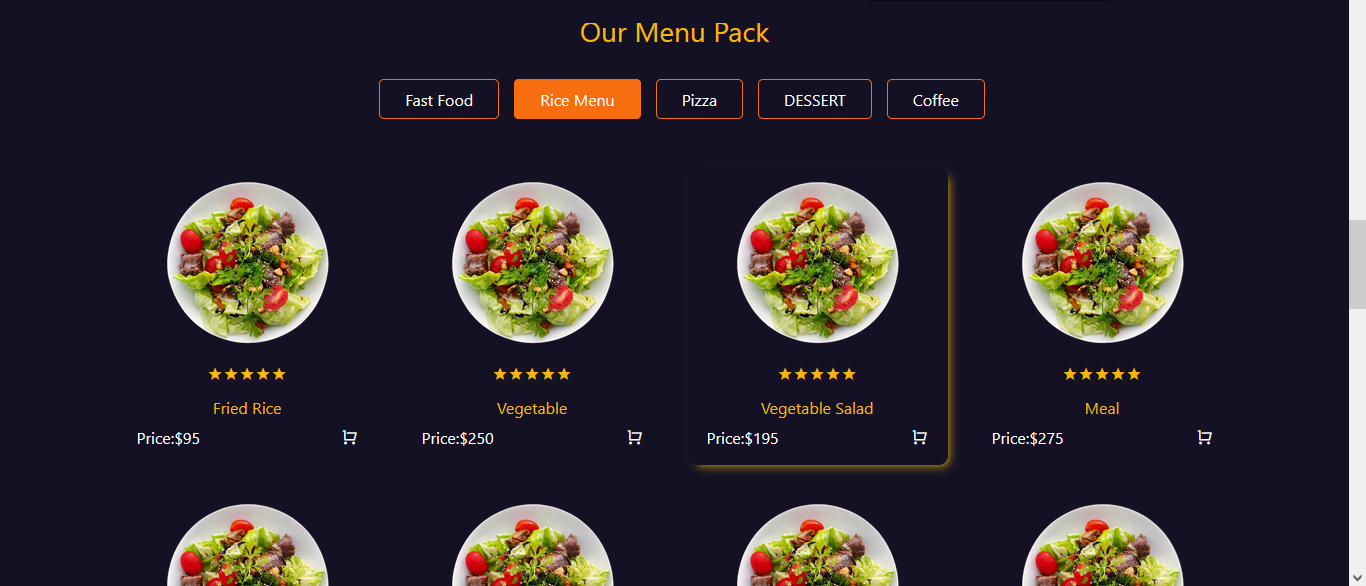 Our Menu Pack
Fast Food Rice Menu Pizza DESSERT Coffee
Fried Rice Vegetable Vegetable Salad Meal
Price:$95 Price:$250 Price:$195 Price:$275